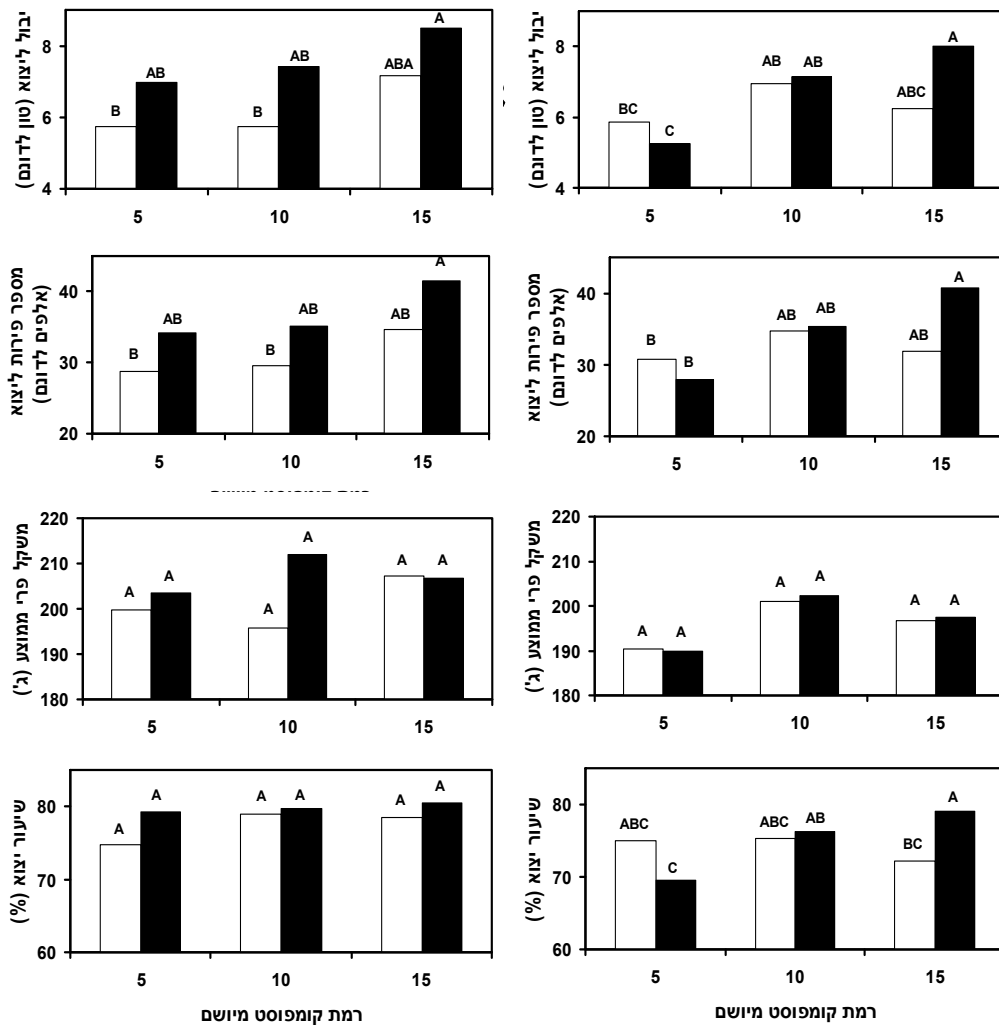 יבול ליצוא (טון לדונם)
8
6
4
B
AB
B
AB
ABA
A
5
10
15
יבול ליצוא (טון לדונם)
8
6
4
BC
C
AB
AB
ABC
A
5
10
15
מספר פירות ליצוא
(אלפים לדונם)
40
30
20
B
AB
B
AB
AB
A
5
10
15
מספר פירות ליצוא
(אלפים לדונם)
40
30
20
B
B
AB
AB
AB
A
5
10
15
משקל פרי ממוצע (ג')
220
210
200
190
180
A
A
A
A
A
A
5
10
15
משקל פרי ממוצע (ג')
220
210
200
190
180
A
A
A
A
A
A
5
10
15
שיעור יצוא (%)
80
70
60
A
A
A
A
A
A
5
10
15
רמת קומפוסט מיושם
שיעור יצוא (%)
80
70
60
ABC
C
ABC
AB
BC
A
5
10
15
רמת קומפוסט מיושם